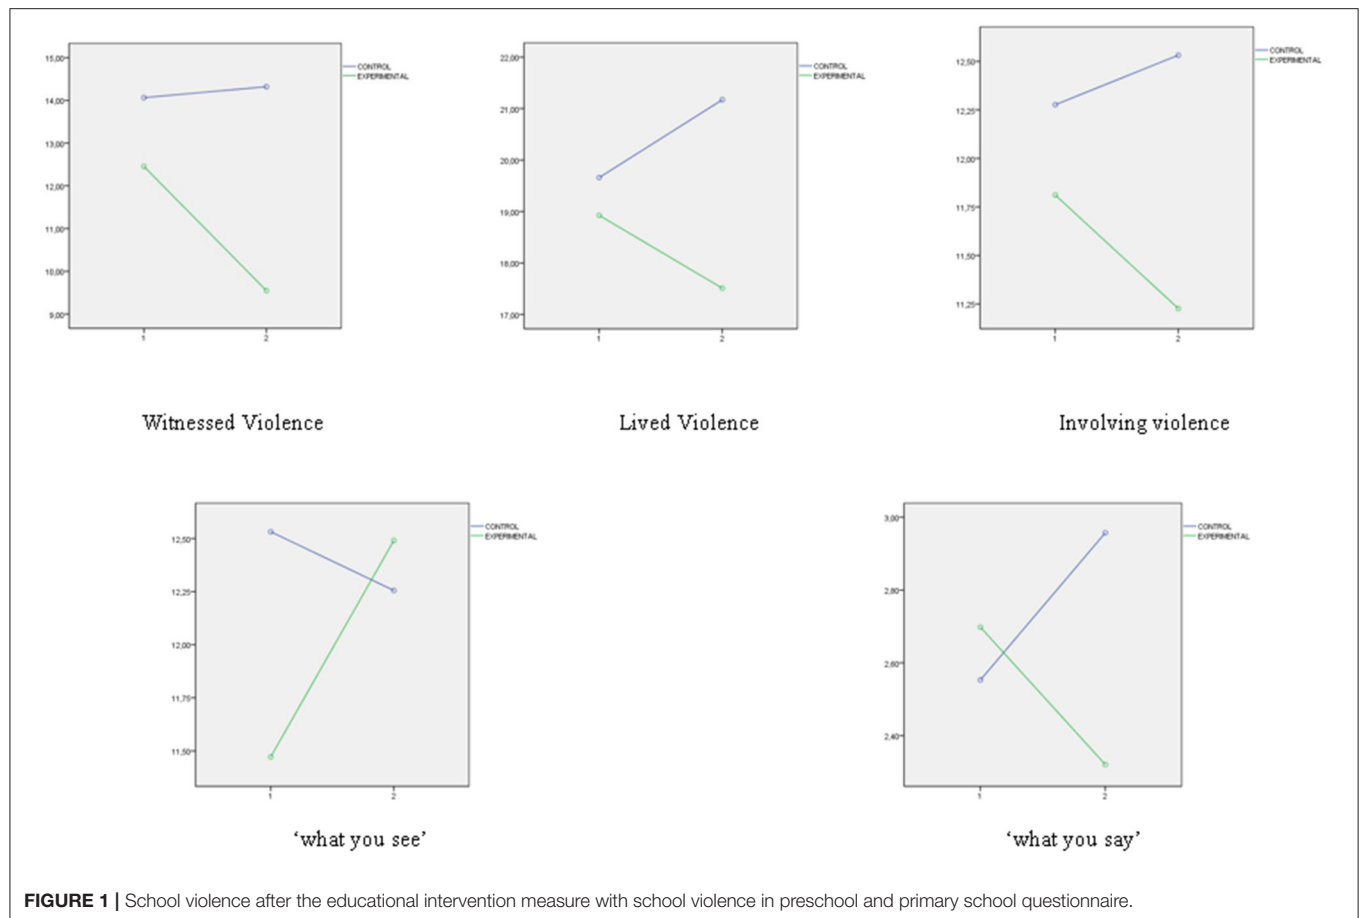 15,00
14,00
13,00
12,00
11,00
10,00
9,00
1 2
CONTROL
EXPERIMENTAL
Witnessed Violence
22,00
21,00
20,00
19,00
18,00
17,00
1 2
CONTROL
EXPERIMENTAL
Lived Violence
12,50
12,25
12,00
11,75
11,50
11,25
1 2
CONTROL
EXPERIMENTAL
Involving violence
12,50
12,25
12,00
11,75
11,50
1 2
CONTROL
EXPERIMENTAL
‘what you see’
3,00
2,80
2,60
2,40
1 2
CONTROL
EXPERIMENTAL
‘what you say’
FIGURE 1 | School violence after the educational intervention measure with school violence in preschool and primary school questionnaire.